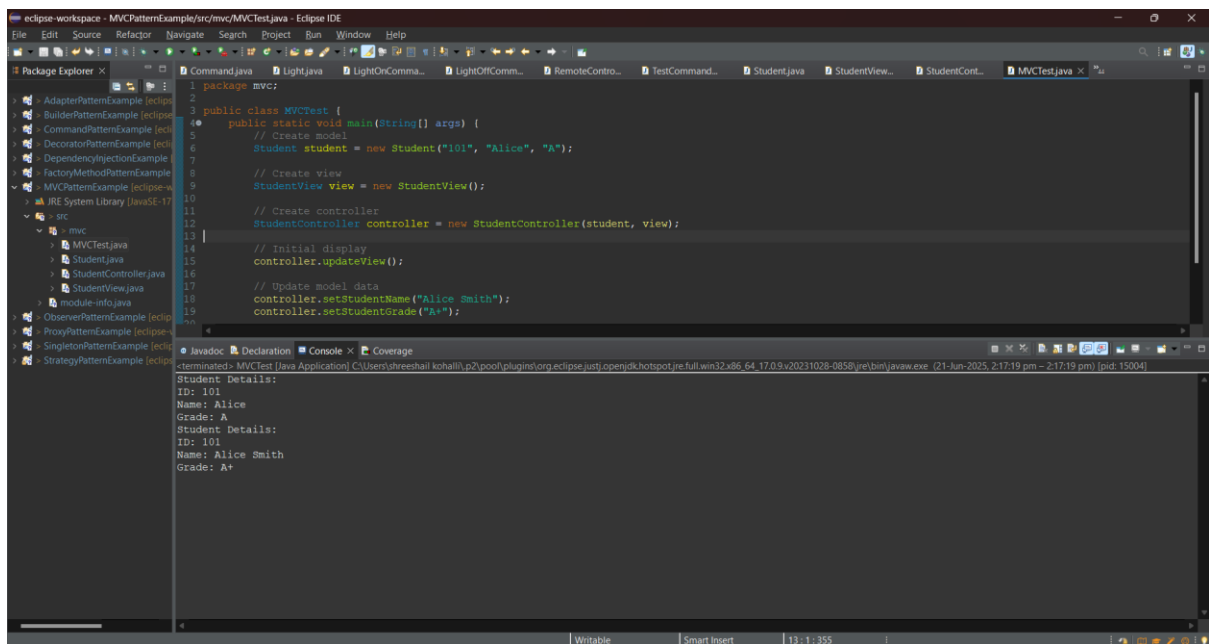 eclipse-workspace - MVCPatternExample/src/mvc/MVCTest.java - Eclipse IDE
File Edit Source Refactor Navigate Search Project Run Window Help
Package Explorer
Command.java Light.java LightOnComma... LightOffComm... RemoteContro... TestCommand... Student.java StudentView... StudentCont... MVCTest.java
> AdapterPatternExample [eclips
> BuilderPatternExample [eclipse
> CommandPatternExample [ecli
> DecoratorPatternExample [ecli
> DependencyInjectionExample [
> FactoryMethodPatternExample
> MVCPatternExample [eclipse-w
JRE System Library [JavaSE-17
> src
> mvc
MVCTest.java
Student.java
StudentController.java
StudentView.java
module-info.java
> ObserverPatternExample [eclip
> ProxyPatternExample [eclipse-
> SingletonPatternExample [eclip
> StrategyPatternExample [eclips
1 package mvc;
2
3 public class MVCTest {
4 public static void main(String[] args) {
5 // Create model
6 Student student = new Student("101", "Alice", "A");
7
8 // Create view
9 StudentView view = new StudentView();
10
11 // Create controller
12 StudentController controller = new StudentController(student, view);
13
14 // Initial display
15 controller.updateView();
16
17 // Update model data
18 controller.setStudentName("Alice Smith");
19 controller.setStudentGrade("A+");
20
Javadoc Declaration Console Coverage
<terminated> MVCTest [Java Application] C:\Users\shreeshail kohalli\.p2\pool\plugins\org.eclipse.justj.openjdk.hotspot.jre.full.win32.x86_64_17.0.9.v20231028-0858\jre\bin\javaw.exe (21-Jun-2025, 2:17:19 pm – 2:17:19 pm) [pid: 15004]
Student Details:
ID: 101
Name: Alice
Grade: A
Student Details:
ID: 101
Name: Alice Smith
Grade: A+
Writable Smart Insert 13 : 1 : 355